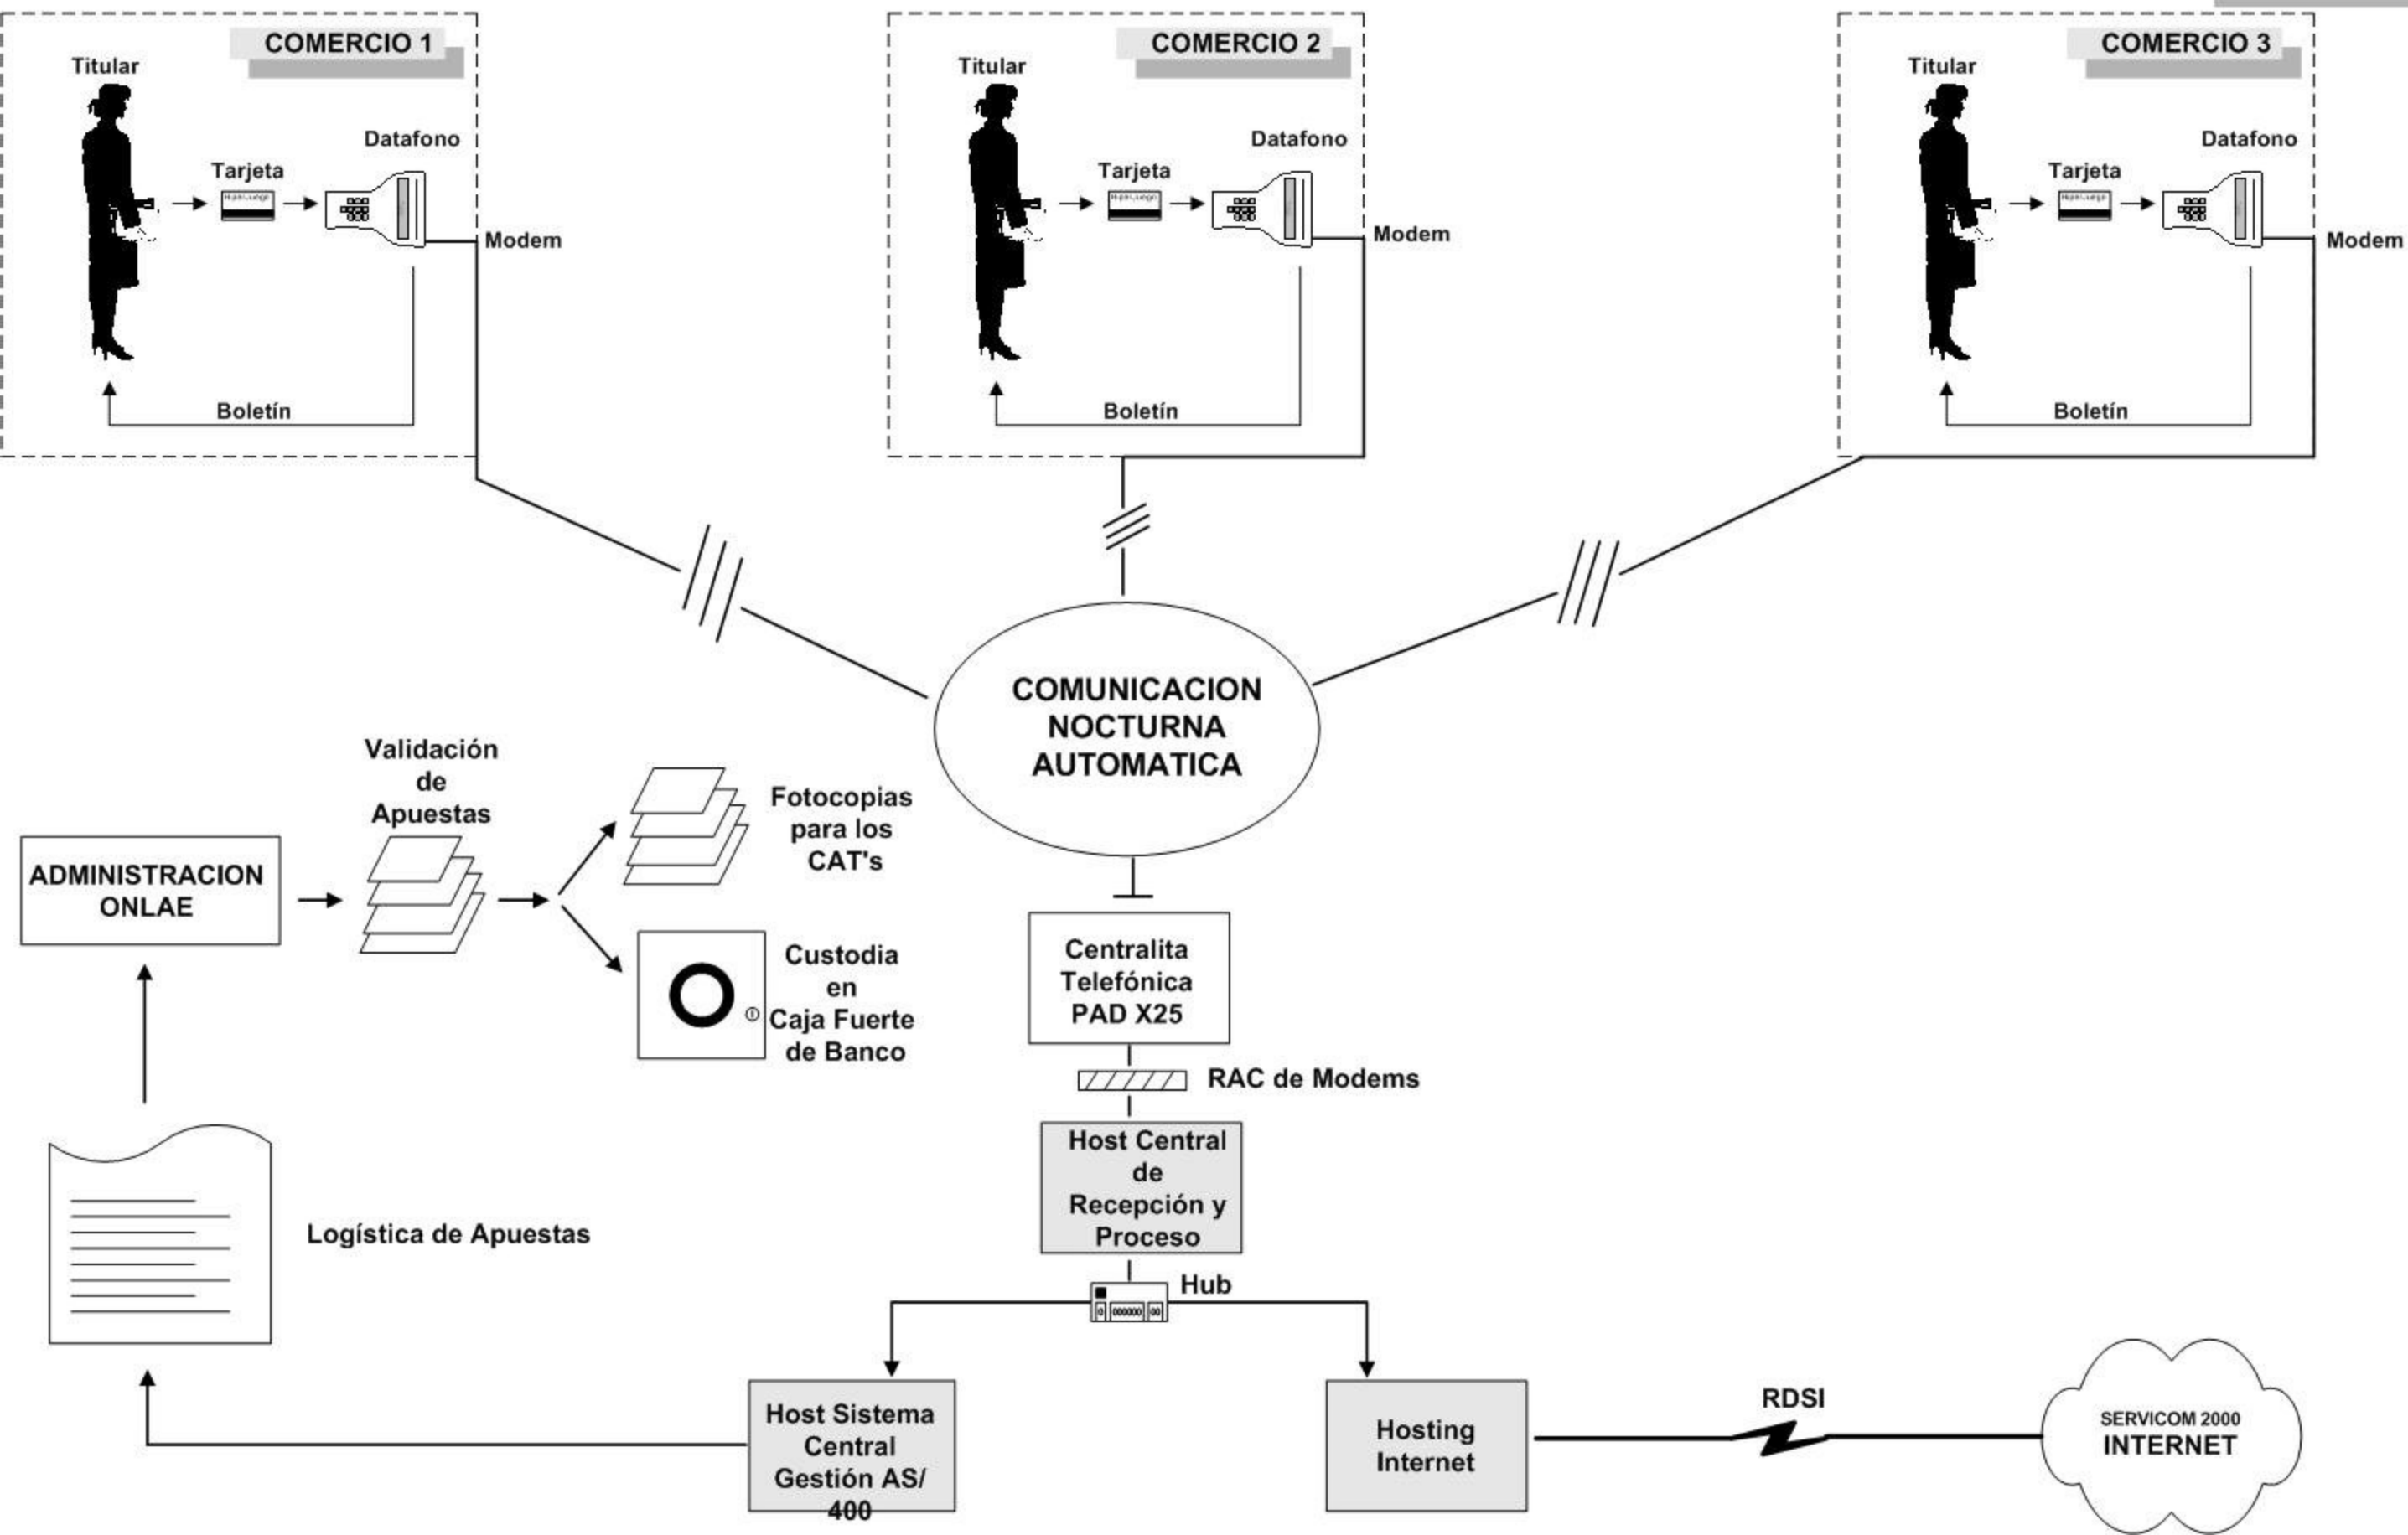 COMERCIO 1
Titular
Datafono
Tarjeta
Modem
Boletín
COMERCIO 2
Titular
Datafono
Tarjeta
Modem
Boletín
COMERCIO 3
Titular
Datafono
Tarjeta
Modem
Boletín
COMUNICACION
NOCTURNA
AUTOMATICA
Validación
de
Apuestas
Fotocopias
para los
CAT's
ADMINISTRACION
ONLAE
Custodia
en
Caja Fuerte
de Banco
Centralita
Telefónica
PAD X25
RAC de Modems
Host Central
de
Recepción y
Proceso
Logística de Apuestas
Hub
Host Sistema
Central
Gestión AS/
400
Hosting
Internet
RDSI
SERVICOM 2000
INTERNET